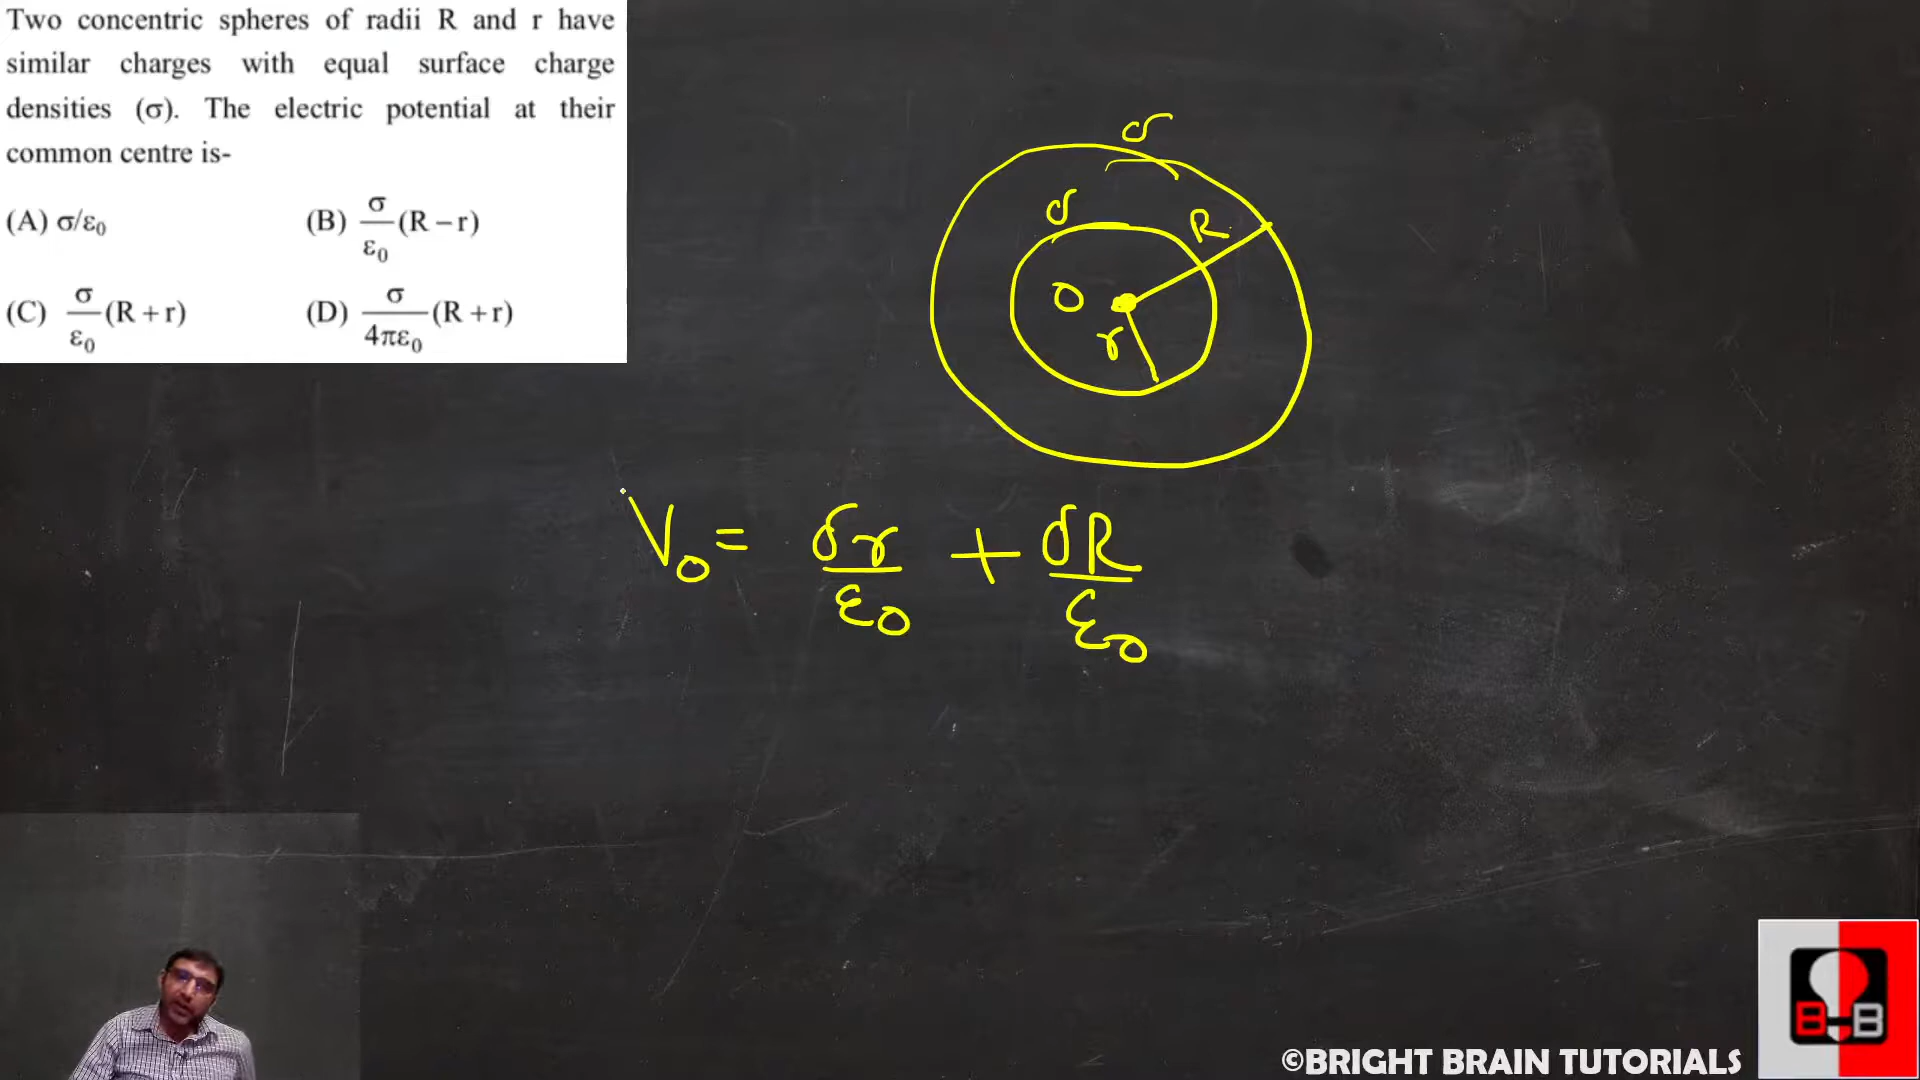 Two concentric spheres of radii R and r have
similar charges with equal surface charge
densities (σ). The electric potential at their
common centre is-
(A) σ/ε₀ (B) σ/ε₀ (R – r)
(C) σ/ε₀ (R + r) (D) σ/4πε₀ (R + r)
σ
σ
R
O
r
V₀ = σr/ε₀ + σR/ε₀
B B
©BRIGHT BRAIN TUTORIALS